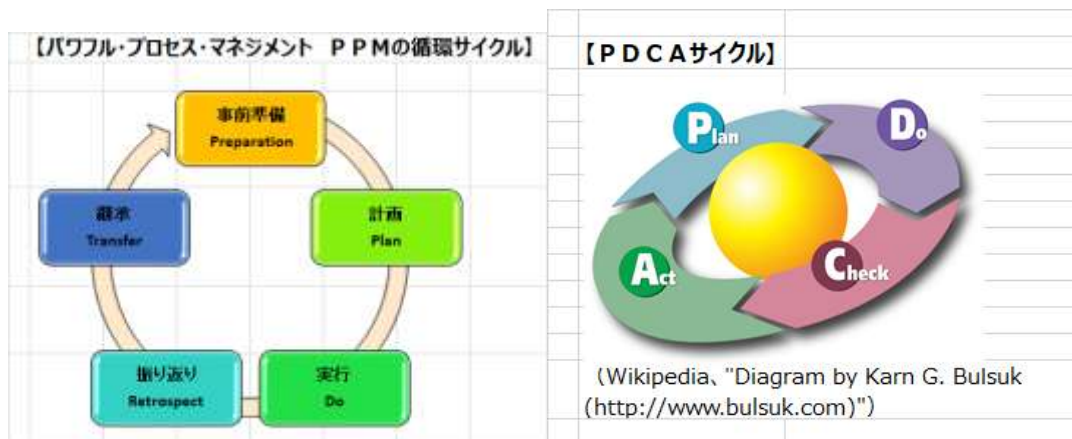 【パワフル・プロセス・マネジメント　ＰＰＭの循環サイクル】
事前準備
Preparation
計画
Plan
実行
Do
振り返り
Retrospect
継承
Transfer
【ＰＤＣＡサイクル】
Plan
Do
Check
Act
（Wikipedia、"Diagram by Karn G. Bulsuk
(http://www.bulsuk.com)"）